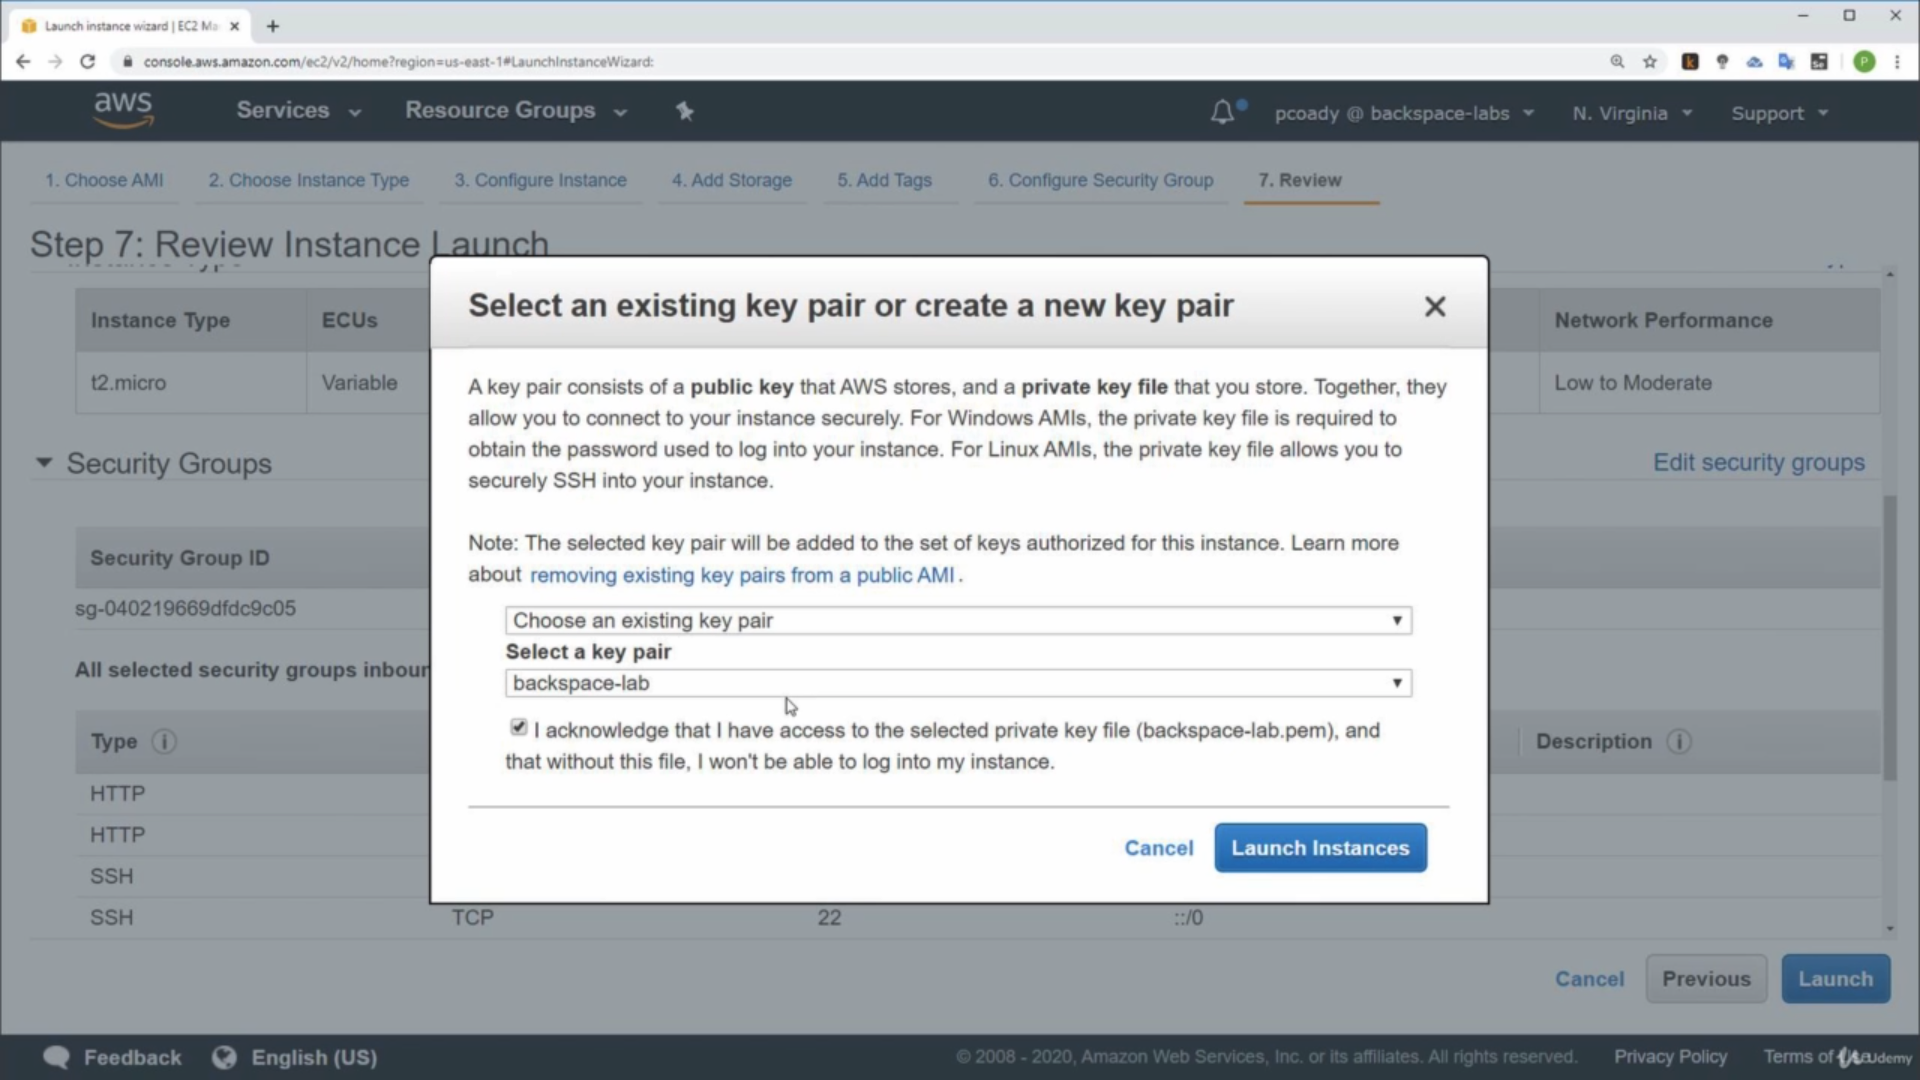 Launch instance wizard | EC2 Ma
console.aws.amazon.com/ec2/v2/home?region=us-east-1#LaunchInstanceWizard:
aws Services Resource Groups pcoady @ backspace-labs N. Virginia Support
1. Choose AMI 2. Choose Instance Type 3. Configure Instance 4. Add Storage 5. Add Tags 6. Configure Security Group 7. Review
Step 7: Review Instance Launch
Select an existing key pair or create a new key pair
Instance Type ECUs Network Performance
t2.micro Variable Low to Moderate
A key pair consists of a public key that AWS stores, and a private key file that you store. Together, they
allow you to connect to your instance securely. For Windows AMIs, the private key file is required to
obtain the password used to log into your instance. For Linux AMIs, the private key file allows you to
securely SSH into your instance.
Security Groups Edit security groups
Note: The selected key pair will be added to the set of keys authorized for this instance. Learn more
about removing existing key pairs from a public AMI .
Security Group ID
sg-040219669dfdc9c05
Choose an existing key pair
Select a key pair
backspace-lab
All selected security groups inbour
I acknowledge that I have access to the selected private key file (backspace-lab.pem), and
that without this file, I won't be able to log into my instance.
Type Description
HTTP
HTTP
SSH
SSH TCP 22 ::/0
Cancel Launch Instances
Cancel Previous Launch
Feedback English (US) © 2008 - 2020, Amazon Web Services, Inc. or its affiliates. All rights reserved. Privacy Policy Terms of Udemy